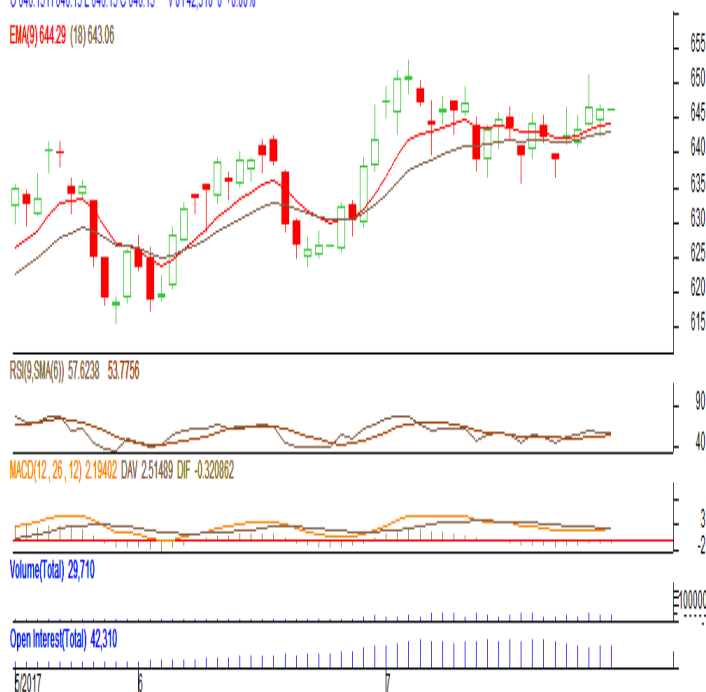 EMA(9) 644.29 (18) 643.06
655
650
645
640
635
630
625
620
615
RSI(9,SMA(6)) 57.6238 53.7756
90
40
MACD(12, 26, 12) 2.19402 DAV 2.51489 DIF -0.320862
3
-2
Volume(Total) 29,710
100000
Open Interest(Total) 42,310
5/2017 6 7